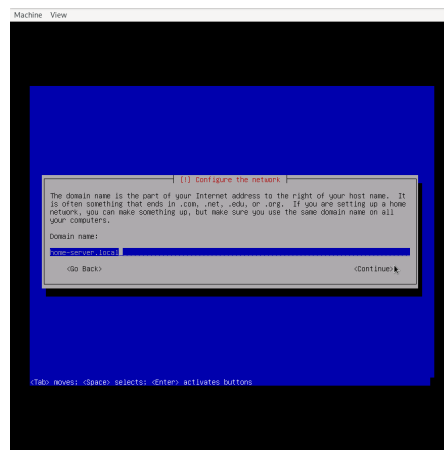 Machine View
[!] Configure the network
The domain name is the part of your Internet address to the right of your host name. It
is often something that ends in .com, .net, .edu, or .org. If you are setting up a home
network, you can make something up, but make sure you use the same domain name on all
your computers.
Domain name:
home-server.local
<Go Back> <Continue>
<Tab> moves; <Space> selects; <Enter> activates buttons